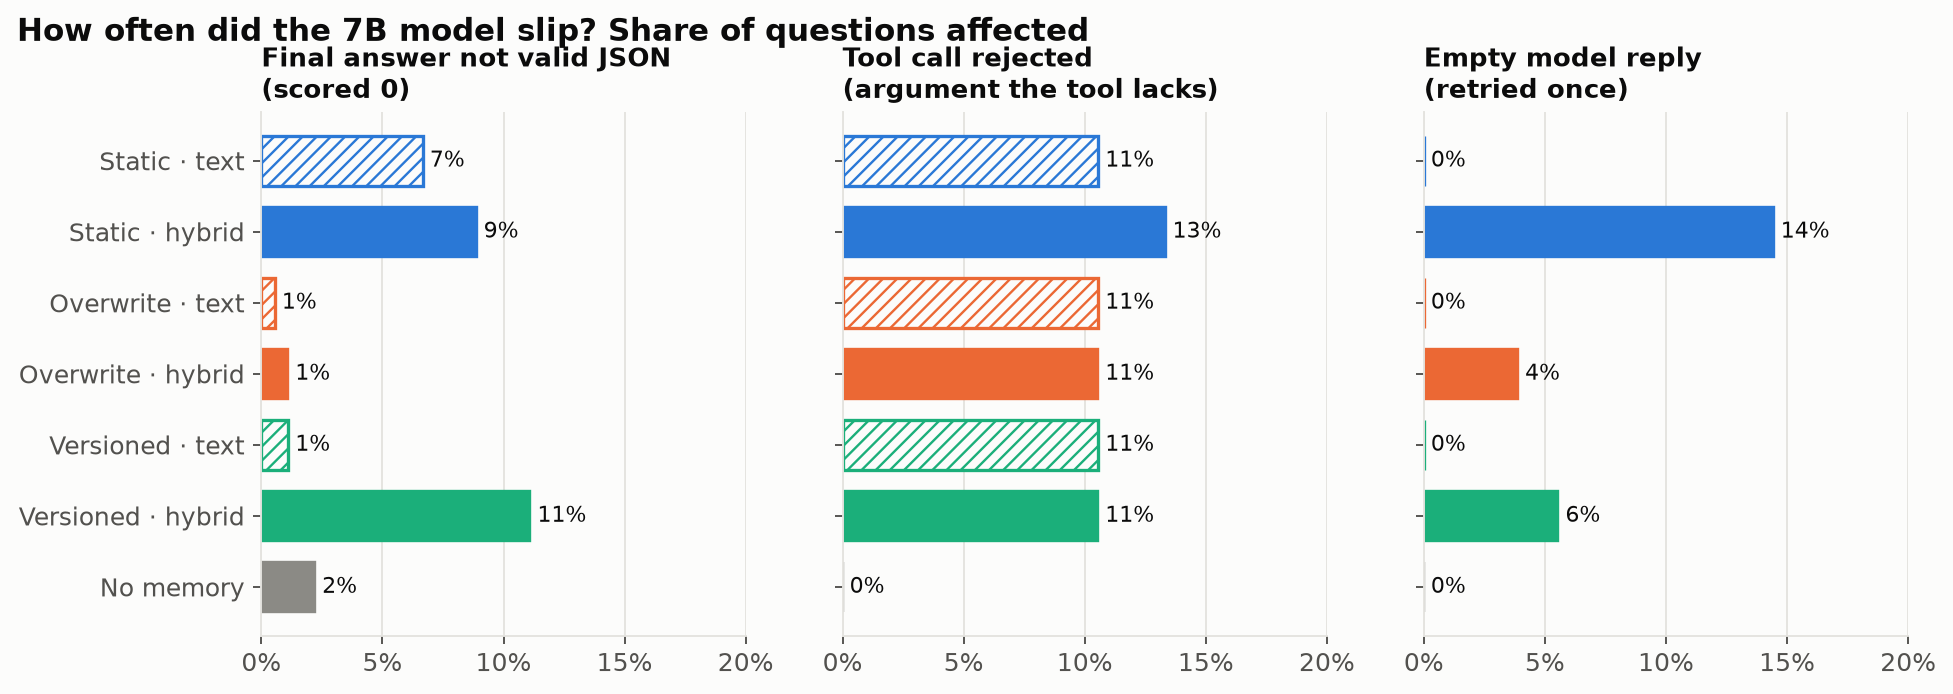 How often did the 7B model slip? Share of questions affected
Final answer not valid JSON
(scored 0)
Static · text
7%
Static · hybrid
9%
Overwrite · text
1%
Overwrite · hybrid
1%
Versioned · text
1%
Versioned · hybrid
11%
No memory
2%
0%
5%
10%
15%
20%
Tool call rejected
(argument the tool lacks)
11%
13%
11%
11%
11%
11%
0%
0%
5%
10%
15%
20%
Empty model reply
(retried once)
0%
14%
0%
4%
0%
6%
0%
0%
5%
10%
15%
20%